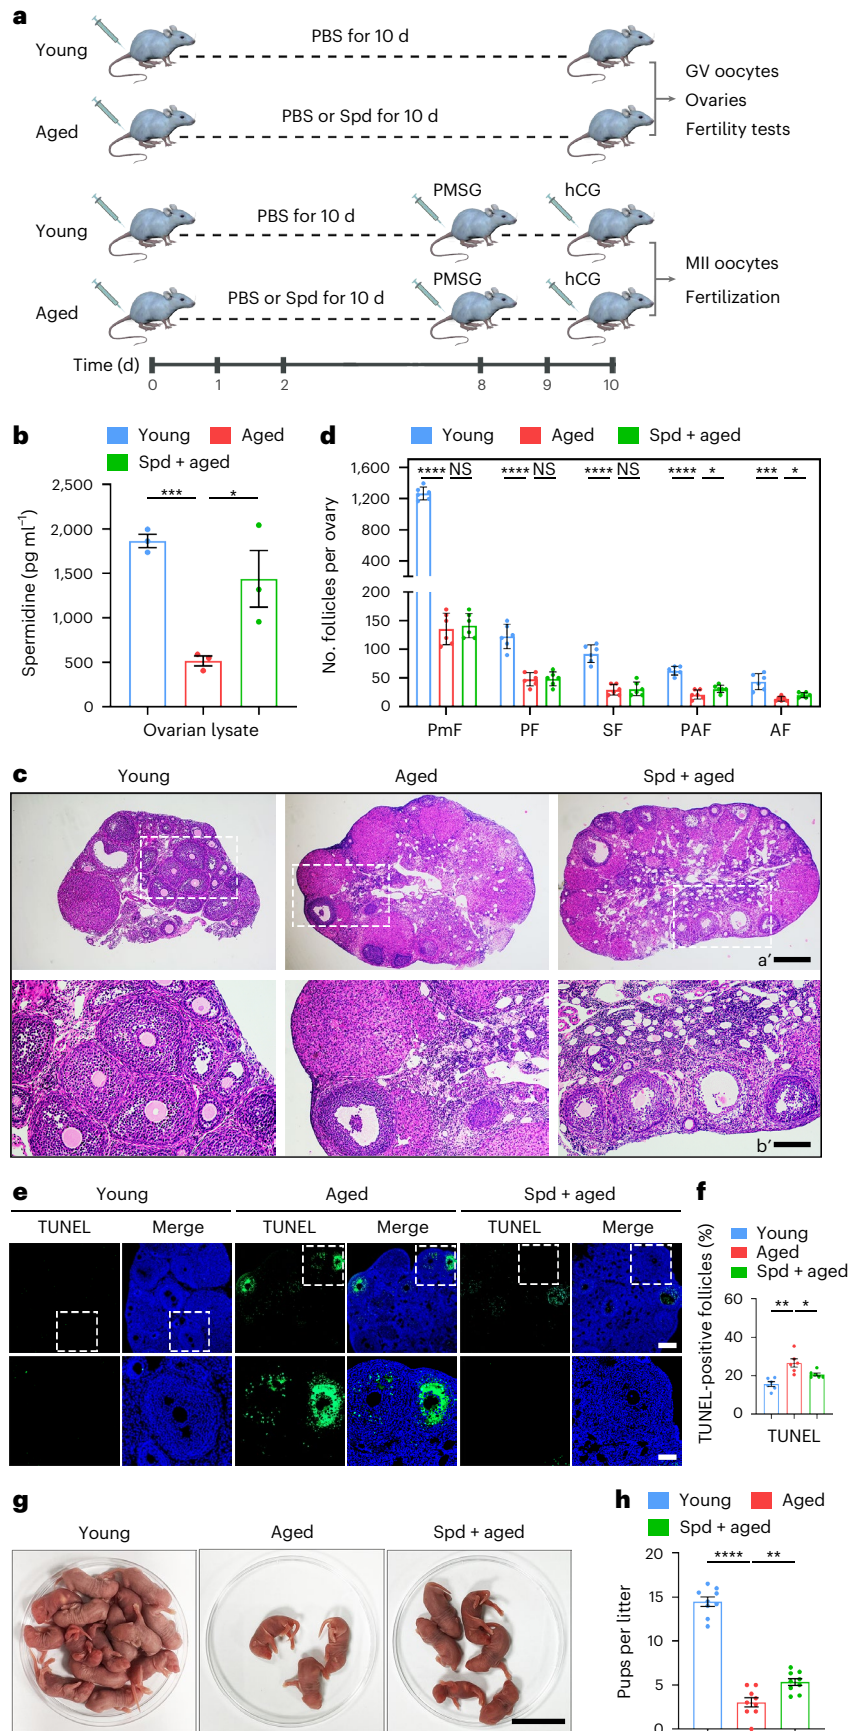 a
Young
PBS for 10 d
Aged
PBS or Spd for 10 d
GV oocytes
Ovaries
Fertility tests
Young
PBS for 10 d
PMSG
hCG
Aged
PBS or Spd for 10 d
PMSG
hCG
MII oocytes
Fertilization
Time (d)
0 1 2 8 9 10
b
Young Aged
Spd + aged
Spermidine (pg ml−1)
2,500
2,000
1,500
1,000
500
0
*** *
Ovarian lysate
d
Young Aged Spd + aged
No. follicles per ovary
1,600
1,200
800
400
200
150
100
50
0
**** NS **** NS **** NS **** * *** *
PmF PF SF PAF AF
c
Young Aged Spd + aged
a′
b′
e
Young Aged Spd + aged
TUNEL Merge TUNEL Merge TUNEL Merge
f
Young
Aged
Spd + aged
TUNEL-positive follicles (%)
60
40
20
0
** *
TUNEL
g
Young Aged Spd + aged
h
Young Aged
Spd + aged
Pups per litter
20
15
10
5
0
**** **